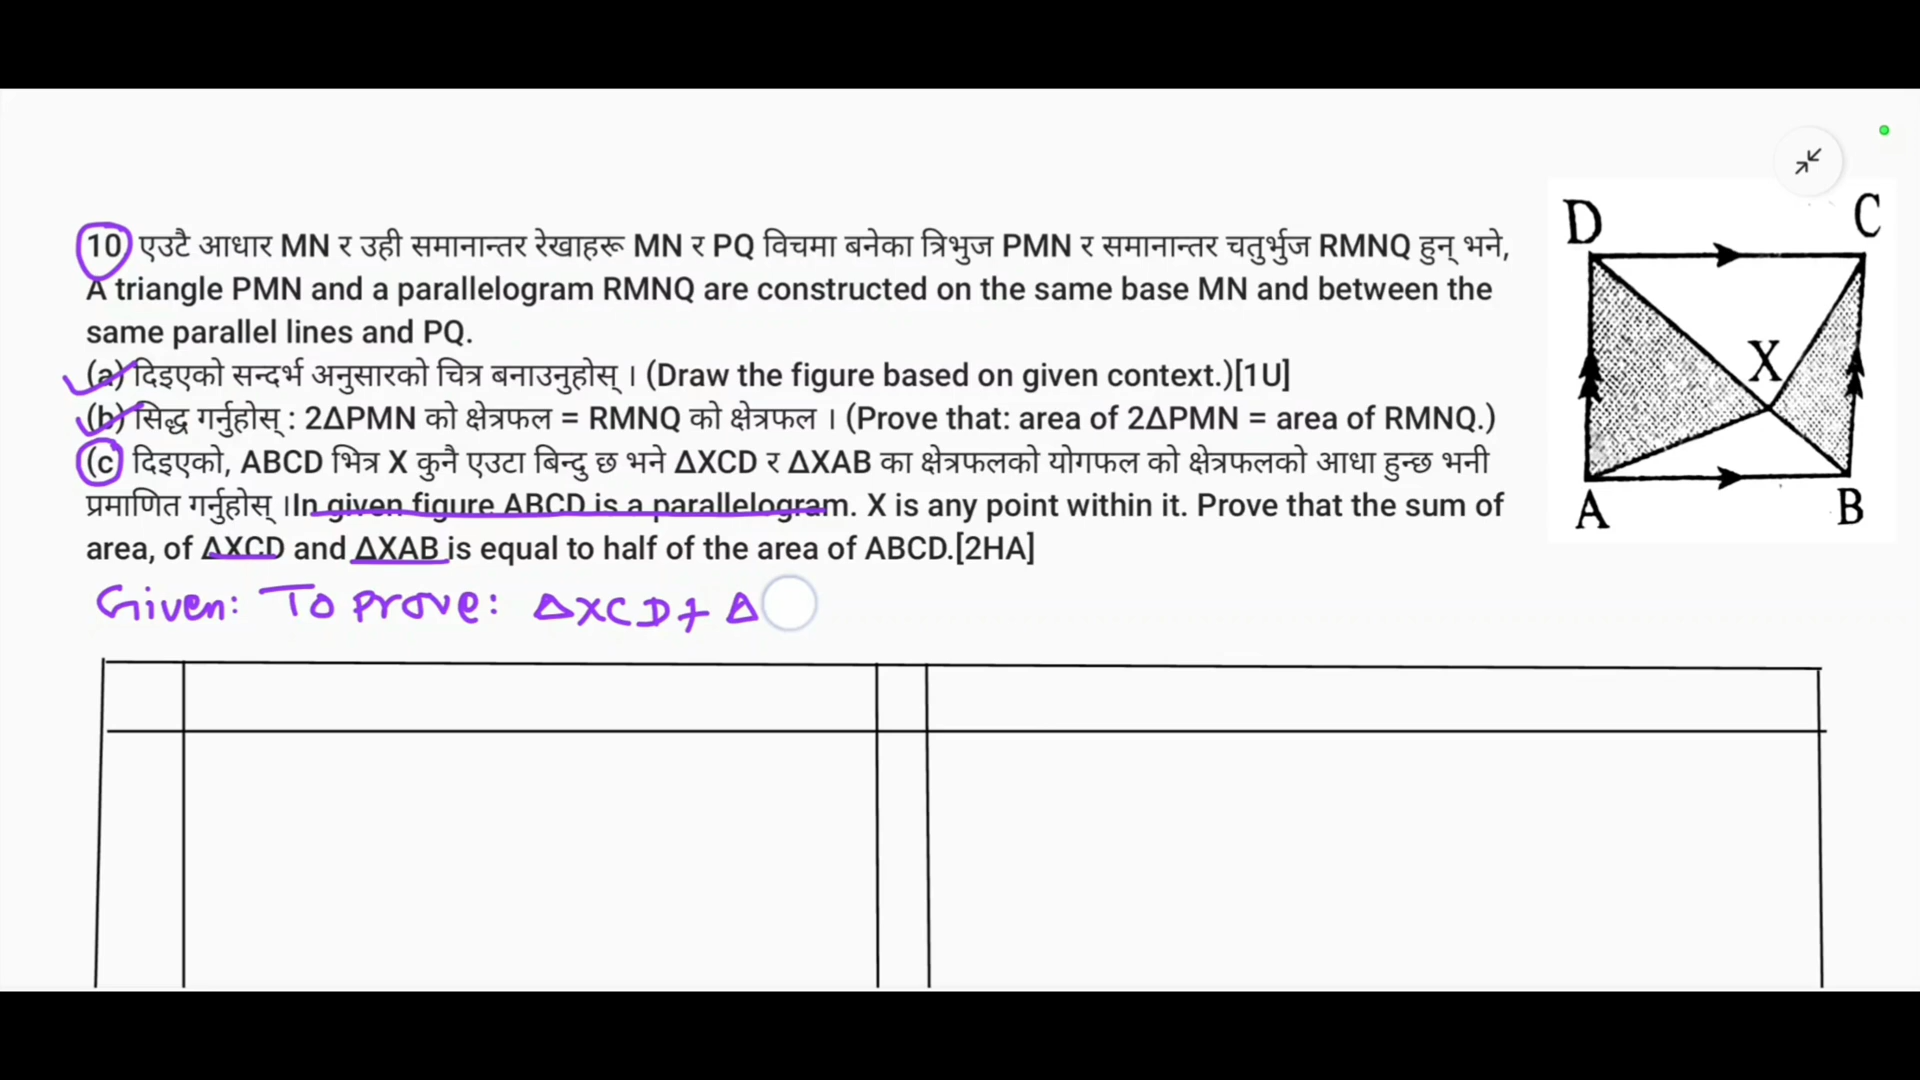 10 एउटै आधार MN र उही समानान्तर रेखाहरू MN र PQ विचमा बनेका त्रिभुज PMN र समानान्तर चतुर्भुज RMNQ हुन् भने,
A triangle PMN and a parallelogram RMNQ are constructed on the same base MN and between the
same parallel lines and PQ.
(a) दिइएको सन्दर्भ अनुसारको चित्र बनाउनुहोस् । (Draw the figure based on given context.)[1U]
(b) सिद्ध गर्नुहोस् : 2ΔPMN को क्षेत्रफल = RMNQ को क्षेत्रफल । (Prove that: area of 2ΔPMN = area of RMNQ.)
(c) दिइएको, ABCD भित्र X कुनै एउटा बिन्दु छ भने ΔXCD र ΔXAB का क्षेत्रफलको योगफल को क्षेत्रफलको आधा हुन्छ भनी
प्रमाणित गर्नुहोस् ।In given figure ABCD is a parallelogram. X is any point within it. Prove that the sum of
area, of ΔXCD and ΔXAB is equal to half of the area of ABCD.[2HA]
Given: To prove: ΔXCD+ Δ
D C
X
A B